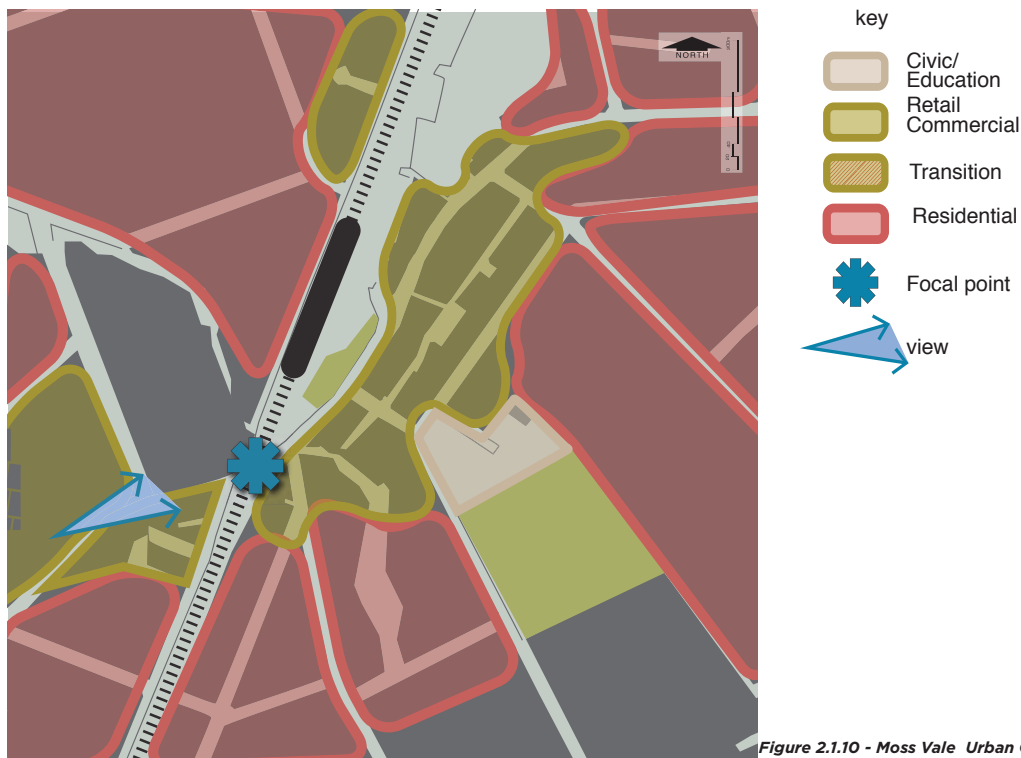 key
Civic/
Education
Retail
Commercial
Transition
Residential
Focal point
view
NORTH
Figure 2.1.10 - Moss Vale Urban